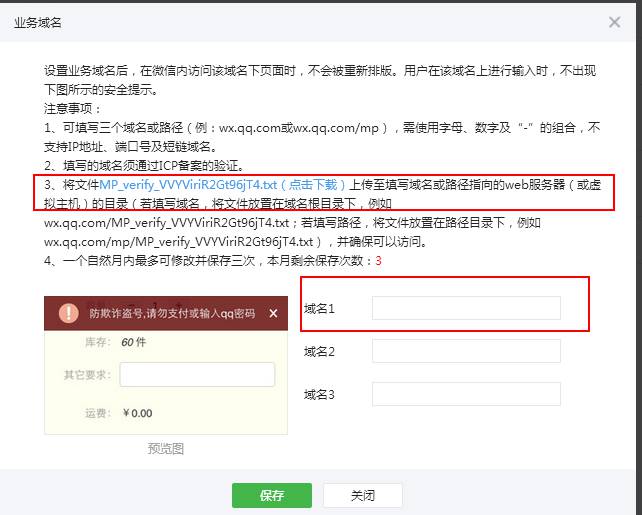 业务域名
设置业务域名后，在微信内访问该域名下页面时，不会被重新排版。用户在该域名上进行输入时，不出现
下图所示的安全提示。
注意事项：
1、可填写三个域名或路径（例：wx.qq.com或wx.qq.com/mp），需使用字母、数字及“-”的组合，不
支持IP地址、端口号及短链域名。
2、填写的域名须通过ICP备案的验证。
3、将文件MP_verify_VVYViriR2Gt96jT4.txt（点击下载）上传至填写域名或路径指向的web服务器（或虚
拟主机）的目录（若填写域名，将文件放置在域名根目录下，例如
wx.qq.com/MP_verify_VVYViriR2Gt96jT4.txt；若填写路径，将文件放置在路径目录下，例如
wx.qq.com/mp/MP_verify_VVYViriR2Gt96jT4.txt），并确保可以访问。
4、一个自然月内最多可修改并保存三次，本月剩余保存次数：3
防欺诈盗号,请勿支付或输入qq密码
库存： 60 件
其它要求：
运费： ￥0.00
预览图
域名1
域名2
域名3
保存 关闭